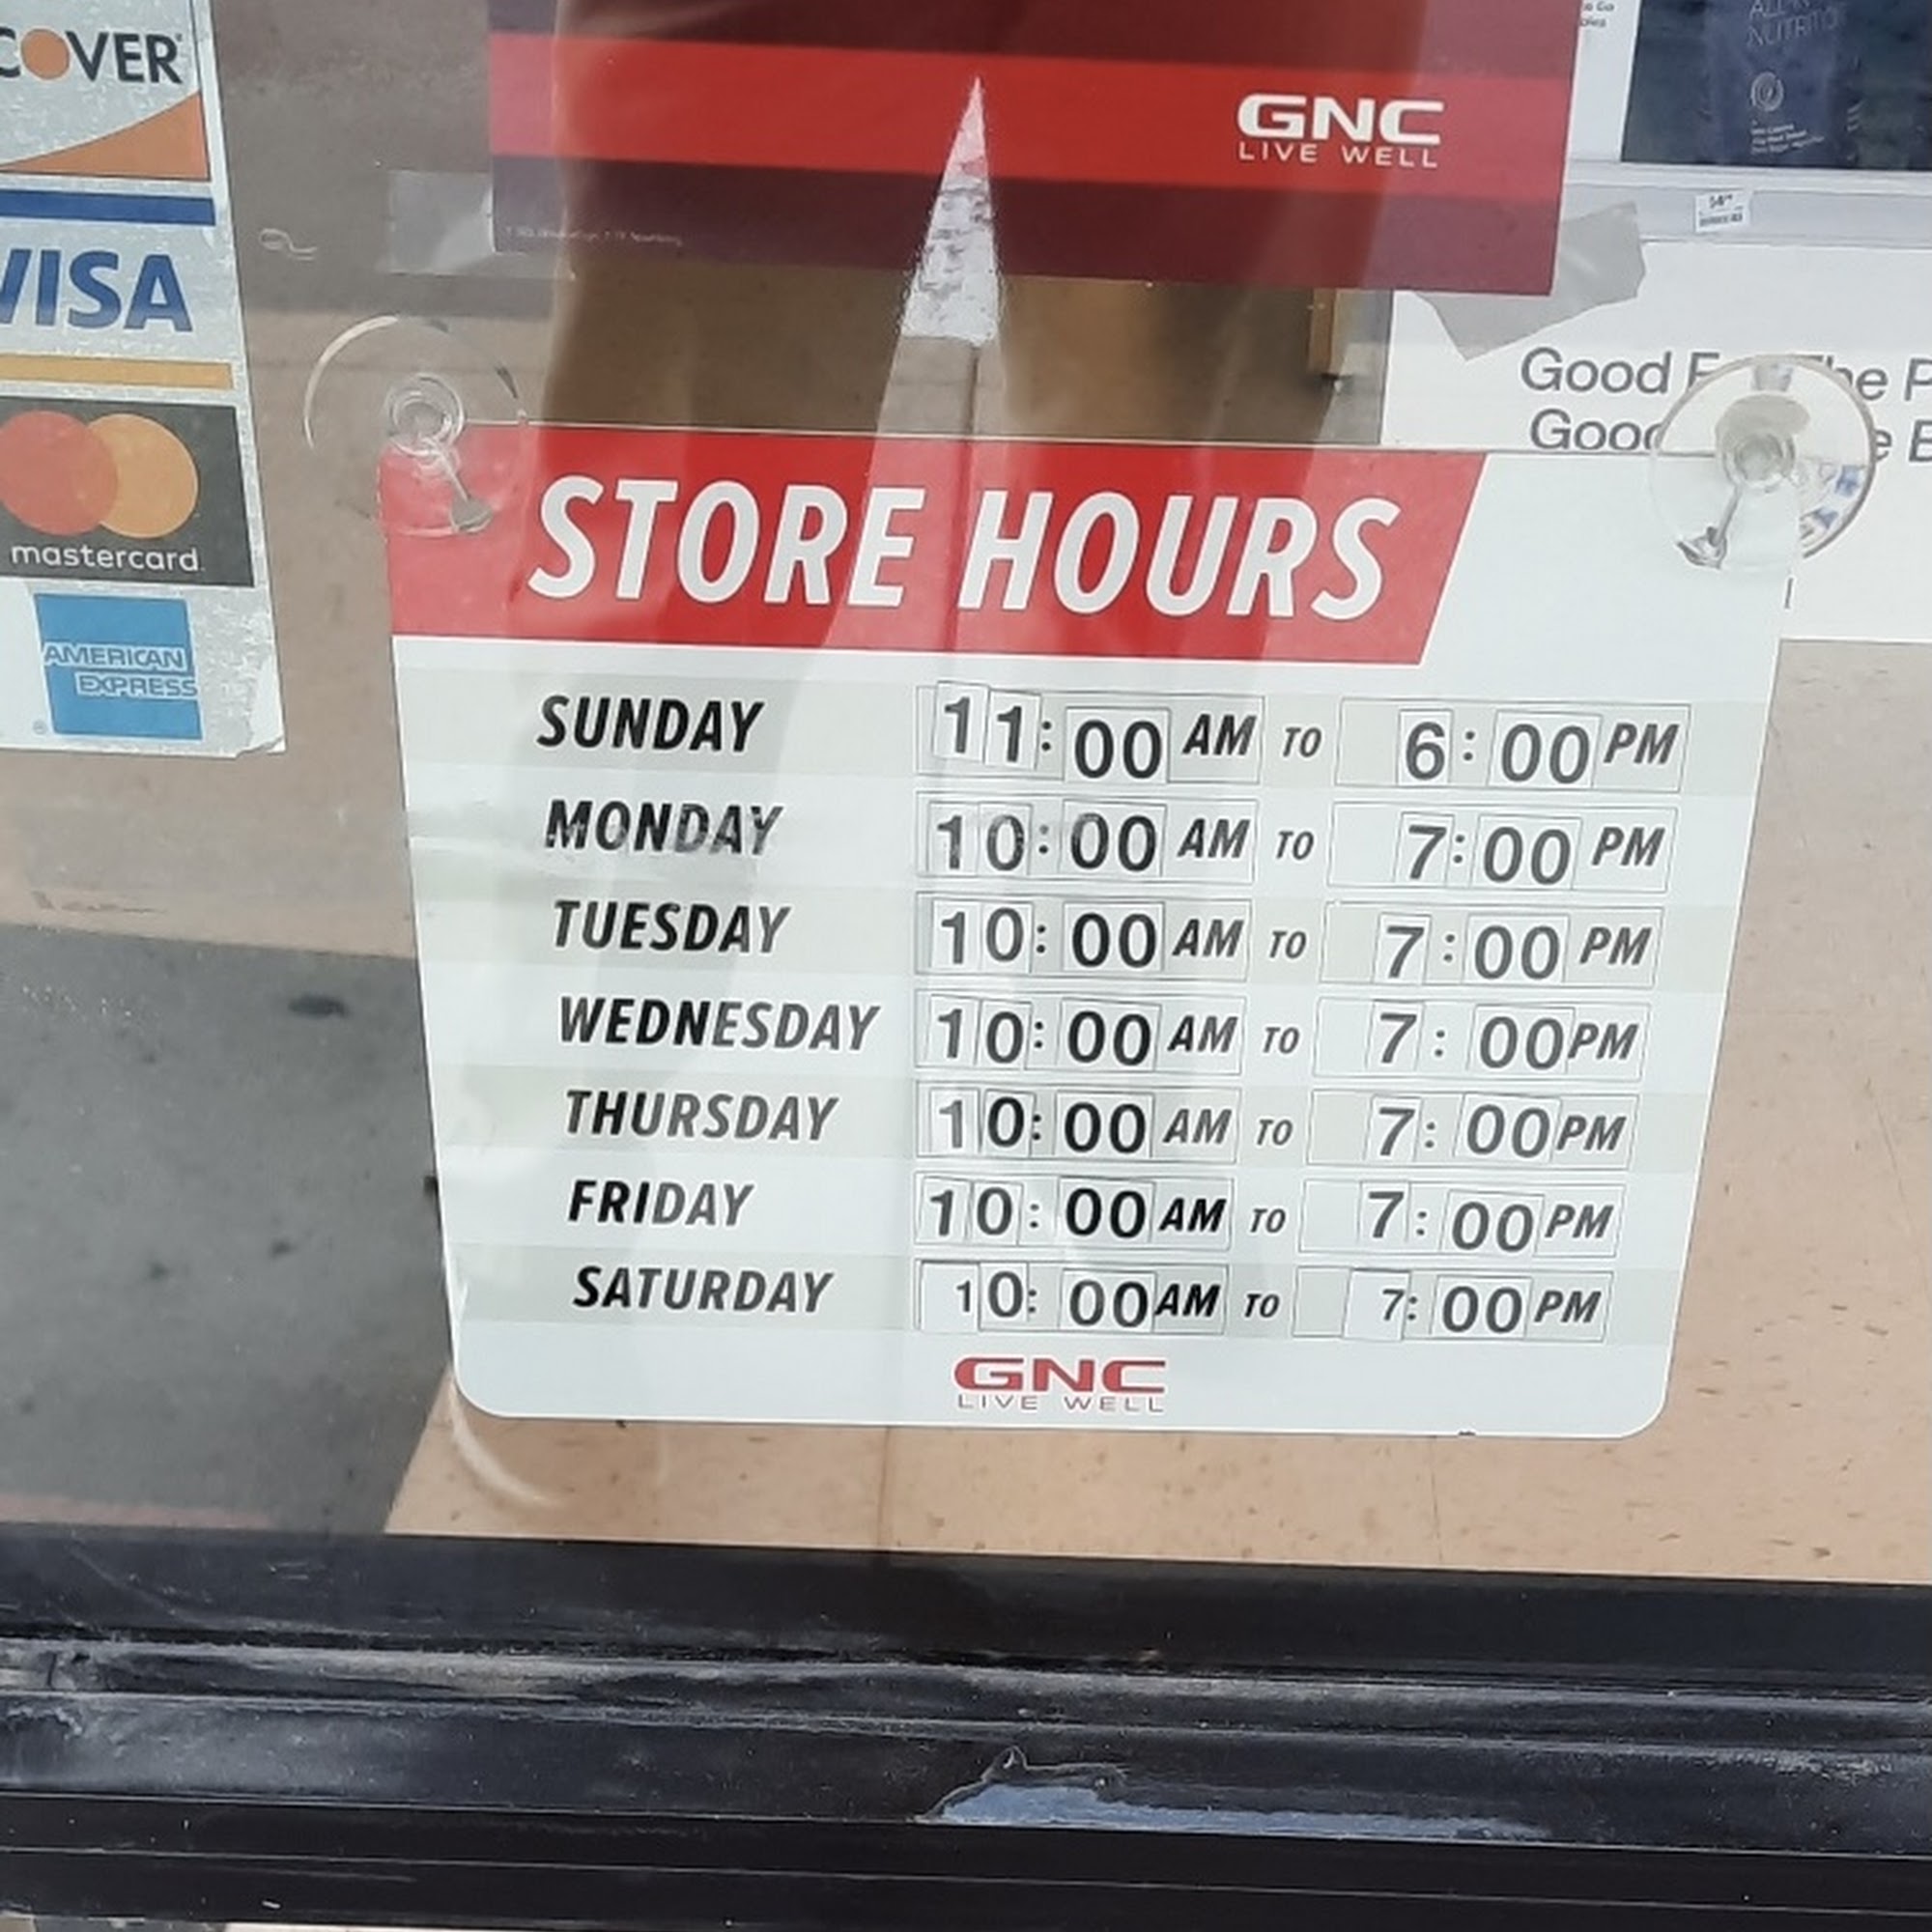 GNC
LIVE WELL
COVER
VISA
mastercard
AMERICAN
EXPRESS
Good
Good
STORE HOURS
SUNDAY 11:00 AM TO 6:00 PM
MONDAY 10:00 AM TO 7:00 PM
TUESDAY 10:00 AM TO 7:00 PM
WEDNESDAY 10:00 AM TO 7:00 PM
THURSDAY 10:00 AM TO 7:00 PM
FRIDAY 10:00 AM TO 7:00 PM
SATURDAY 10:00 AM TO 7:00 PM
GNC
LIVE WELL